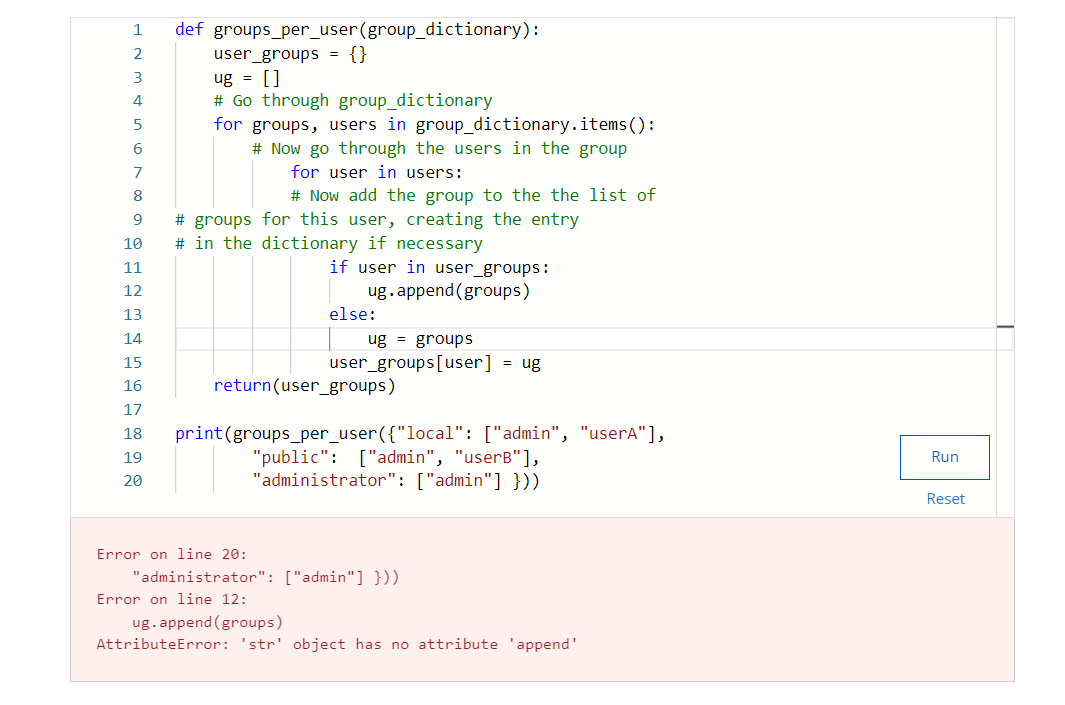 1 def groups_per_user(group_dictionary):
2 user_groups = {}
3 ug = []
4 # Go through group_dictionary
5 for groups, users in group_dictionary.items():
6 # Now go through the users in the group
7 for user in users:
8 # Now add the group to the the list of
9 # groups for this user, creating the entry
10 # in the dictionary if necessary
11 if user in user_groups:
12 ug.append(groups)
13 else:
14 ug = groups
15 user_groups[user] = ug
16 return(user_groups)
17
18 print(groups_per_user({"local": ["admin", "userA"],
19 "public":  ["admin", "userB"],
20 "administrator": ["admin"] }))
Run
Reset
Error on line 20:
"administrator": ["admin"] }))
Error on line 12:
ug.append(groups)
AttributeError: 'str' object has no attribute 'append'